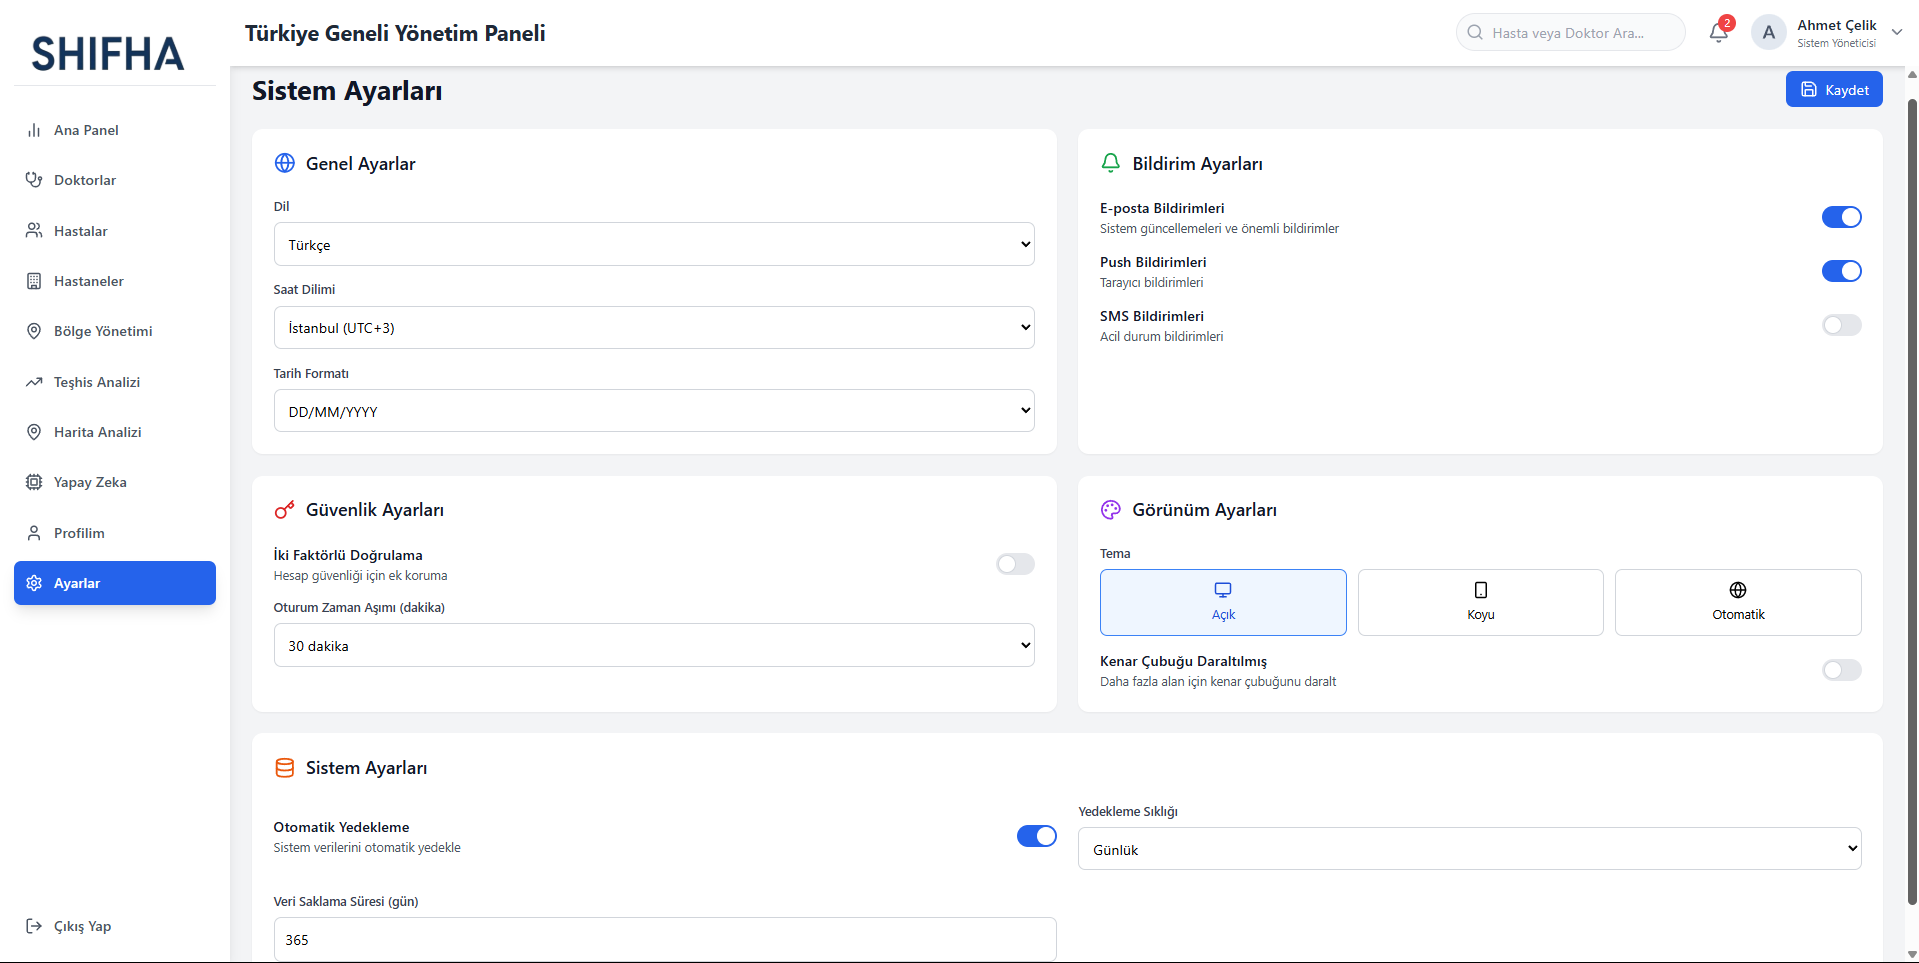 SHIFHA
Türkiye Geneli Yönetim Paneli
Hasta veya Doktor Ara...
2
A
Ahmet Çelik
Sistem Yöneticisi
Ana Panel
Doktorlar
Hastalar
Hastaneler
Bölge Yönetimi
Teşhis Analizi
Harita Analizi
Yapay Zeka
Profilim
Ayarlar
Çıkış Yap
Sistem Ayarları
Kaydet
Genel Ayarlar
Dil
Türkçe
Saat Dilimi
İstanbul (UTC+3)
Tarih Formatı
DD/MM/YYYY
Bildirim Ayarları
E-posta Bildirimleri
Sistem güncellemeleri ve önemli bildirimler
Push Bildirimleri
Tarayıcı bildirimleri
SMS Bildirimleri
Acil durum bildirimleri
Güvenlik Ayarları
İki Faktörlü Doğrulama
Hesap güvenliği için ek koruma
Oturum Zaman Aşımı (dakika)
30 dakika
Görünüm Ayarları
Tema
Açık
Koyu
Otomatik
Kenar Çubuğu Daraltılmış
Daha fazla alan için kenar çubuğunu daralt
Sistem Ayarları
Otomatik Yedekleme
Sistem verilerini otomatik yedekle
Yedekleme Sıklığı
Günlük
Veri Saklama Süresi (gün)
365